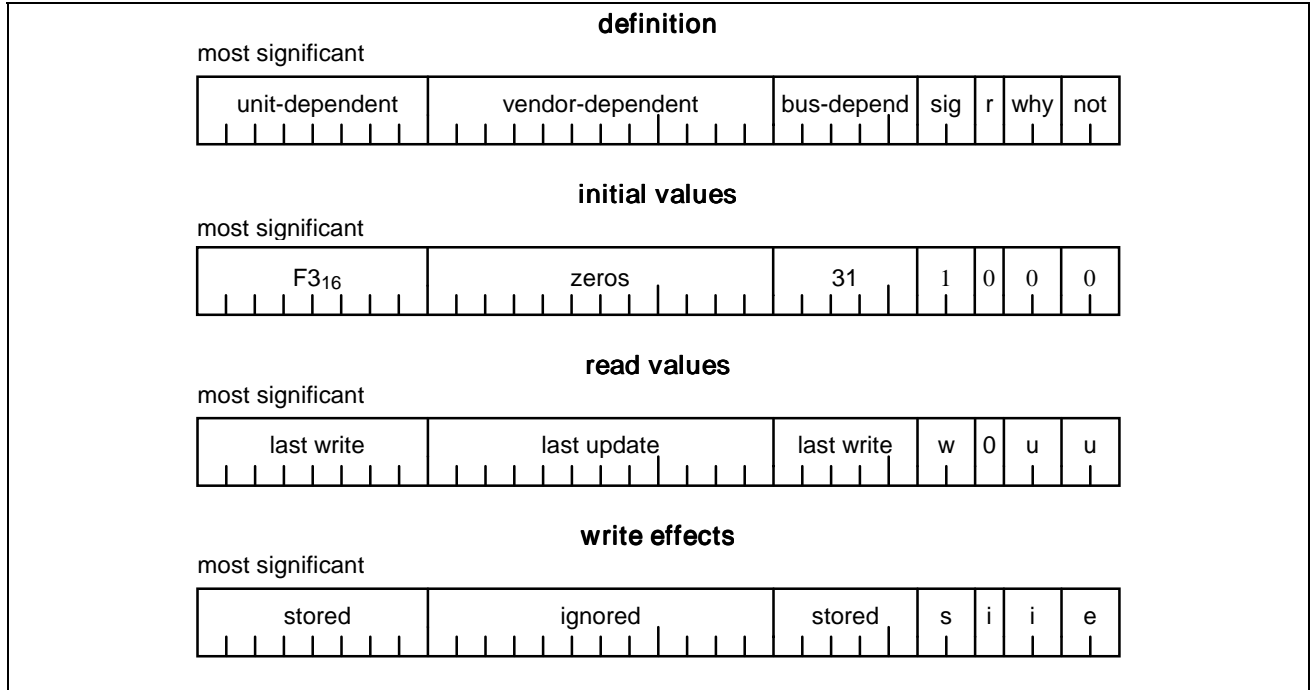 definition
most significant
unit-dependent vendor-dependent bus-depend sig r why not
initial values
most significant
F3₁₆ zeros 31 1 0 0 0
read values
most significant
last write last update last write w 0 u u
write effects
most significant
stored ignored stored s i i e